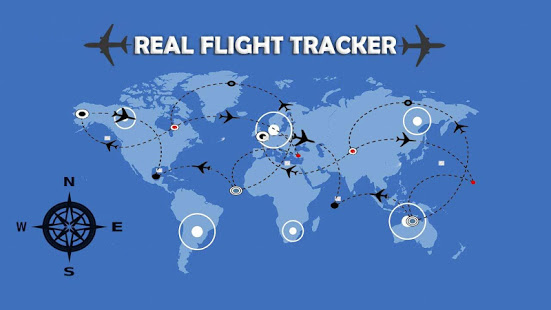 REAL FLIGHT TRACKER
N
W E
S